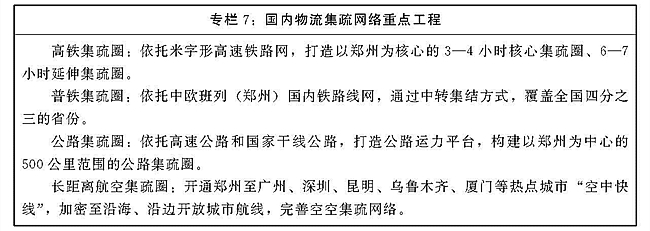 专栏 7：国内物流集疏网络重点工程
高铁集疏圈：依托米字形高速铁路网，打造以郑州为核心的 3—4 小时核心集疏圈、6—7
小时延伸集疏圈。
普铁集疏圈：依托中欧班列（郑州）国内铁路线网，通过中转集结方式，覆盖全国四分之
三的省份。
公路集疏圈：依托高速公路和国家干线公路，打造公路运力平台，构建以郑州为中心的
500 公里范围的公路集疏圈。
长距离航空集疏圈：开通郑州至广州、深圳、昆明、乌鲁木齐、厦门等热点城市“空中快
线”，加密至沿海、沿边开放城市航线，完善空空集疏网络。